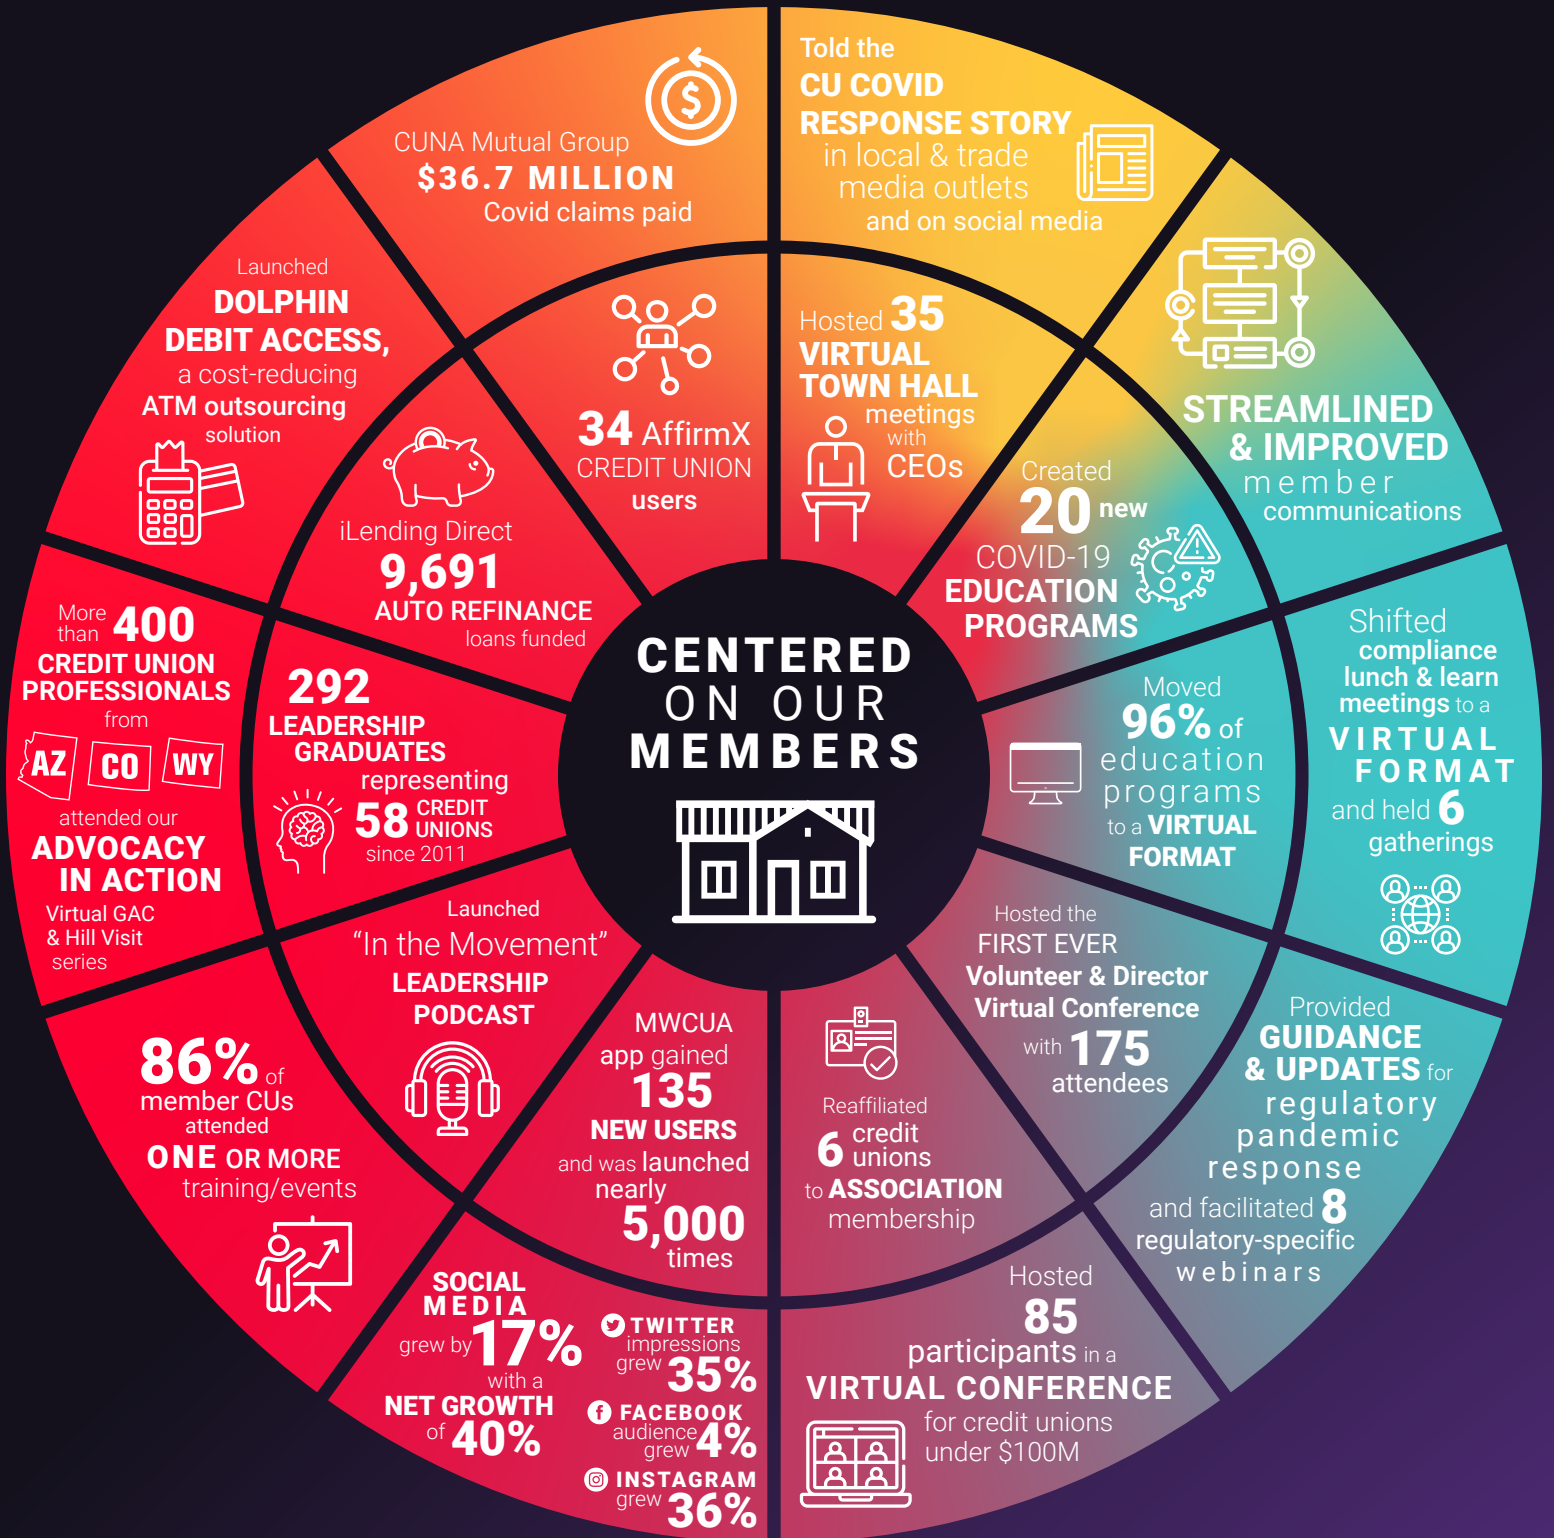 CENTERED
ON OUR
MEMBERS
Told the
CU COVID
RESPONSE STORY
in local & trade
media outlets
and on social media
STREAMLINED
& IMPROVED
member
communications
Shifted
compliance
lunch & learn
meetings to a
VIRTUAL
FORMAT
and held 6
gatherings
Provided
GUIDANCE
& UPDATES for
regulatory
pandemic
response
and facilitated 8
regulatory-specific
webinars
Hosted
85
participants in a
VIRTUAL CONFERENCE
for credit unions
under $100M
SOCIAL
MEDIA
grew by 17%
with a
NET GROWTH
of 40%
TWITTER
impressions
grew 35%
FACEBOOK
audience
grew 4%
INSTAGRAM
grew 36%
86% of
member CUs
attended
ONE OR MORE
training/events
More
than 400
CREDIT UNION
PROFESSIONALS
from
AZ CO WY
attended our
ADVOCACY
IN ACTION
Virtual GAC
& Hill Visit
series
Launched
DOLPHIN
DEBIT ACCESS,
a cost-reducing
ATM outsourcing
solution
CUNA Mutual Group
$36.7 MILLION
Covid claims paid
Hosted 35
VIRTUAL
TOWN HALL
meetings
with
CEOs
Created
20 new
COVID-19
EDUCATION
PROGRAMS
Moved
96% of
education
programs
to a VIRTUAL
FORMAT
Hosted the
FIRST EVER
Volunteer & Director
Virtual Conference
with 175
attendees
Reaffiliated
6 credit
unions
to ASSOCIATION
membership
MWCUA
app gained
135
NEW USERS
and was launched
nearly
5,000
times
Launched
“In the Movement”
LEADERSHIP
PODCAST
292
LEADERSHIP
GRADUATES
representing
58 CREDIT
UNIONS
since 2011
iLending Direct
9,691
AUTO REFINANCE
loans funded
34 AffirmX
CREDIT UNION
users